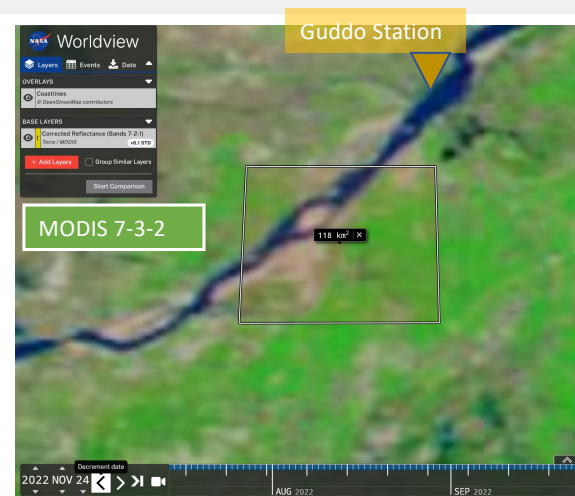 Guddo Station
NASA Worldview
Layers Events Data
OVERLAYS
Coastlines
© OpenStreetMap contributors
BASE LAYERS
Corrected Reflectance (Bands 7-2-1)
Terra / MODIS v6.1 STD
+ Add Layers Group Similar Layers
Start Comparison
MODIS 7-3-2
118 km² ×
Decrement date
2022 NOV 24
AUG 2022 SEP 2022